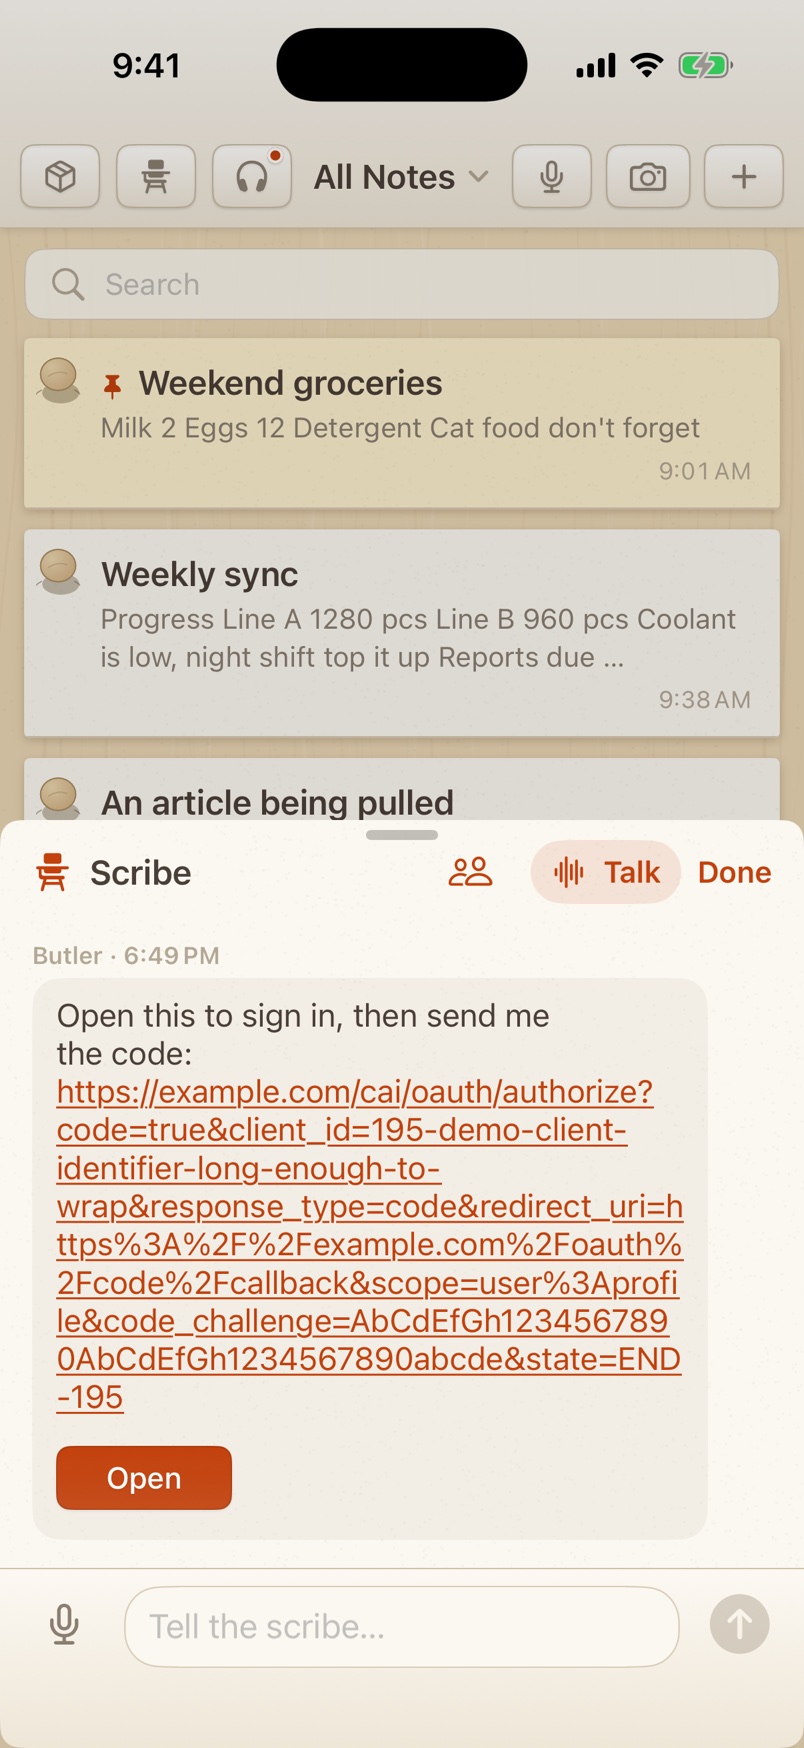 9:41
All Notes
Search
Weekend groceries
Milk 2 Eggs 12 Detergent Cat food don't forget
9:01 AM
Weekly sync
Progress Line A 1280 pcs Line B 960 pcs Coolant
is low, night shift top it up Reports due ...
9:38 AM
An article being pulled
Scribe
Talk
Done
Butler · 6:49 PM
Open this to sign in, then send me
the code:
https://example.com/cai/oauth/authorize?
code=true&client_id=195-demo-client-
identifier-long-enough-to-
wrap&response_type=code&redirect_uri=h
ttps%3A%2F%2Fexample.com%2Foauth%
2Fcode%2Fcallback&scope=user%3Aprofi
le&code_challenge=AbCdEfGh123456789
0AbCdEfGh1234567890abcde&state=END
-195
Open
Tell the scribe...